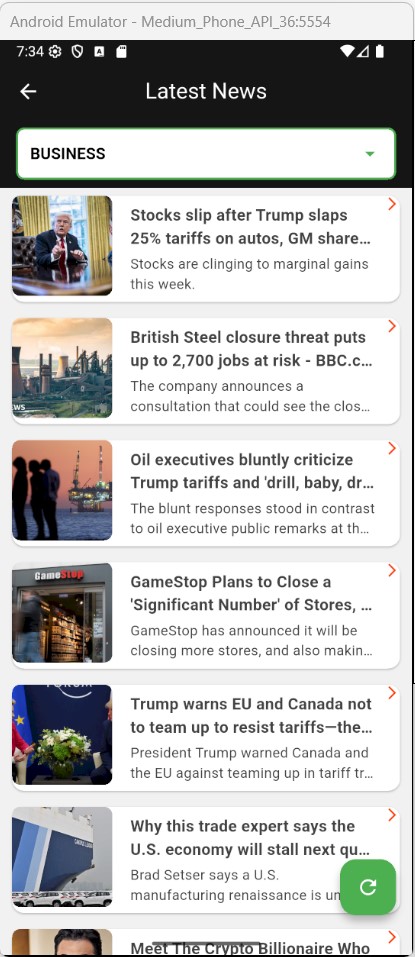 Android Emulator - Medium_Phone_API_36:5554
7:34
Latest News
BUSINESS
Stocks slip after Trump slaps
25% tariffs on autos, GM share...
Stocks are clinging to marginal gains
this week.
British Steel closure threat puts
up to 2,700 jobs at risk - BBC.c...
The company announces a
consultation that could see the clos...
WS
Oil executives bluntly criticize
Trump tariffs and 'drill, baby, dr...
The blunt responses stood in contrast
to oil executive public remarks at th...
GameStop
GameStop Plans to Close a
'Significant Number' of Stores, ...
GameStop has announced it will be
closing more stores, and also makin...
FORUM
Trump warns EU and Canada not
to team up to resist tariffs—the...
President Trump warned Canada and
the EU against teaming up in tariff tr...
Why this trade expert says the
U.S. economy will stall next qu...
Brad Setser says a U.S.
manufacturing renaissance is un
Meet The Crypto Billionaire Who